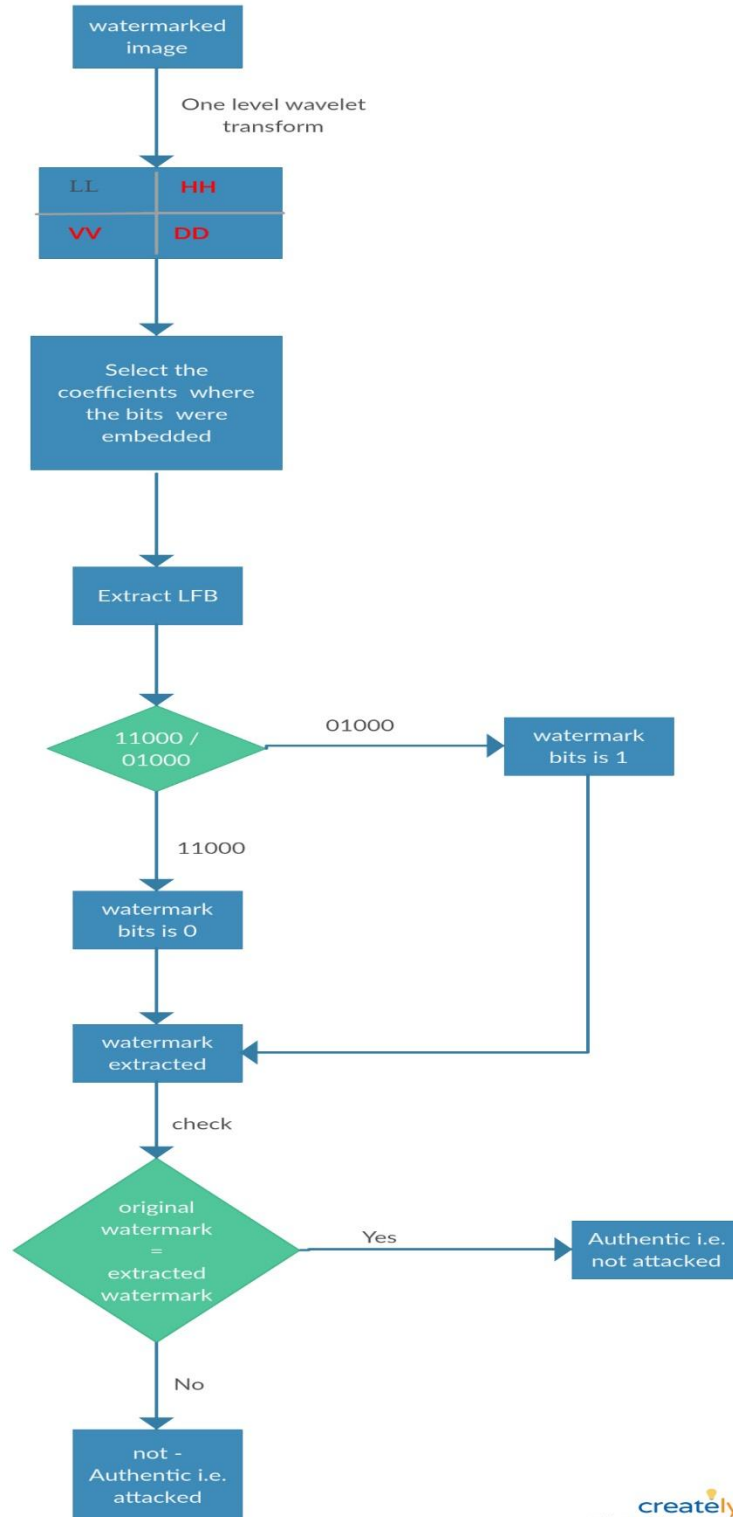 watermarked
image
One level wavelet
transform
LL
HH
VV
DD
Select the
coefficients where
the bits were
embedded
Extract LFB
11000 /
01000
01000
watermark
bits is 1
11000
watermark
bits is 0
watermark
extracted
check
original
watermark
=
extracted
watermark
Yes
Authentic i.e.
not attacked
No
not -
Authentic i.e.
attacked
creately